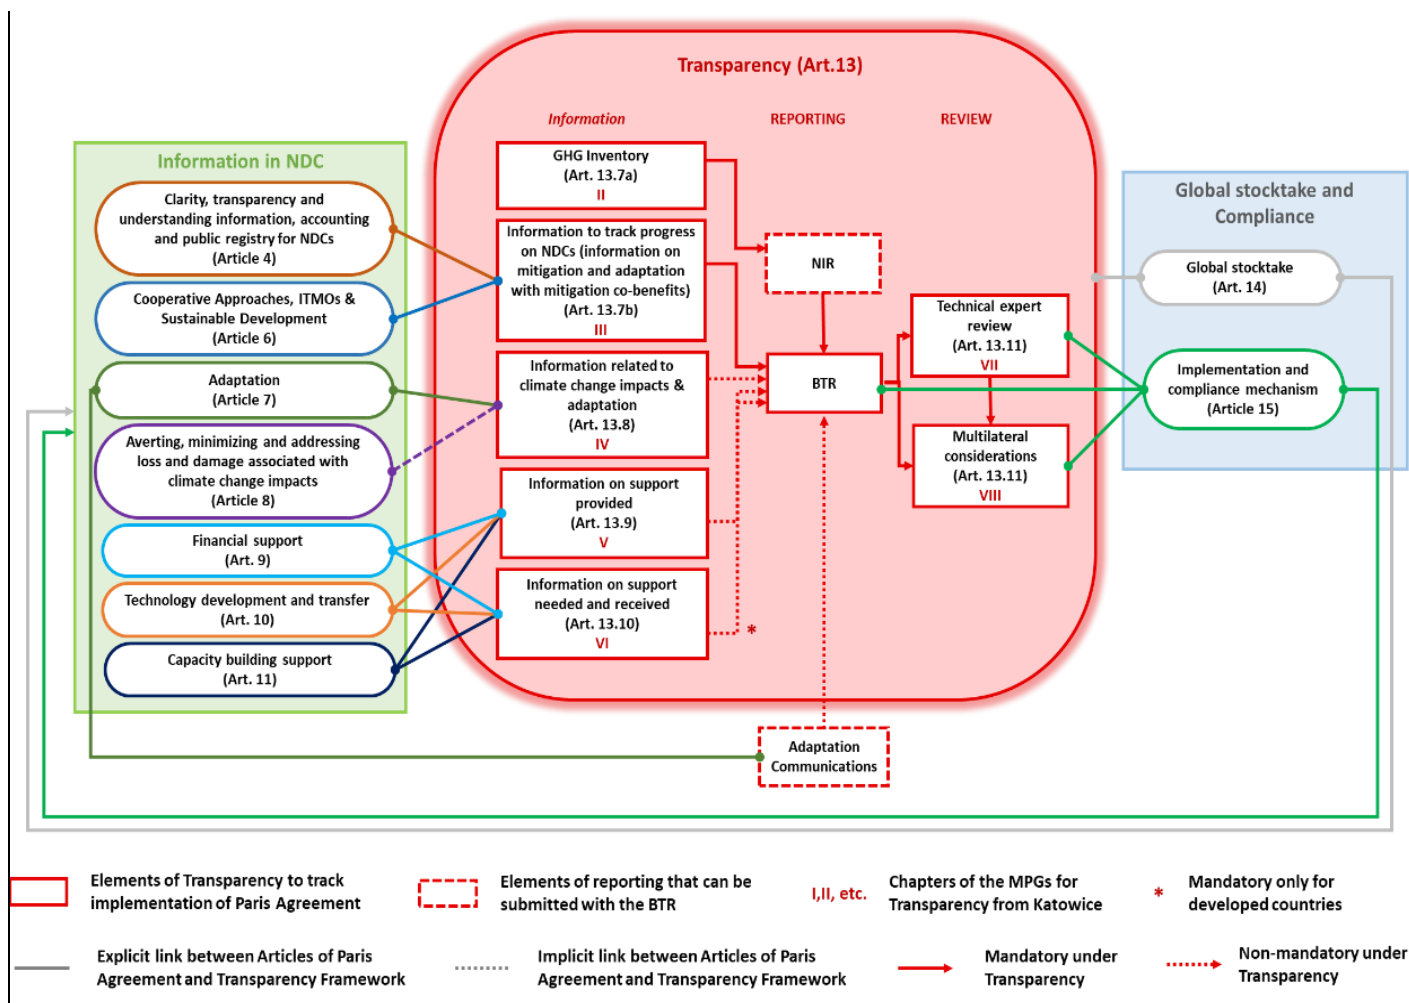 Transparency (Art.13)
Information
REPORTING
REVIEW
Information in NDC
Clarity, transparency and
understanding information, accounting
and public registry for NDCs
(Article 4)
Cooperative Approaches, ITMOs &
Sustainable Development
(Article 6)
Adaptation
(Article 7)
Averting, minimizing and addressing
loss and damage associated with
climate change impacts
(Article 8)
Financial support
(Art. 9)
Technology development and transfer
(Art. 10)
Capacity building support
(Art. 11)
GHG Inventory
(Art. 13.7a)
II
Information to track progress
on NDCs (information on
mitigation and adaptation
with mitigation co-benefits)
(Art. 13.7b)
III
Information related to
climate change impacts &
adaptation
(Art. 13.8)
IV
Information on support
provided
(Art. 13.9)
V
Information on support
needed and received
(Art. 13.10)
VI
*
NIR
BTR
Adaptation
Communications
Technical expert
review
(Art. 13.11)
VII
Multilateral
considerations
(Art. 13.11)
VIII
Global stocktake and
Compliance
Global stocktake
(Art. 14)
Implementation and
compliance mechanism
(Article 15)
Elements of Transparency to track
implementation of Paris Agreement
Elements of reporting that can be
submitted with the BTR
I,II, etc.
Chapters of the MPGs for
Transparency from Katowice
*
Mandatory only for
developed countries
Explicit link between Articles of Paris
Agreement and Transparency Framework
Implicit link between Articles of Paris
Agreement and Transparency Framework
Mandatory under
Transparency
Non-mandatory under
Transparency